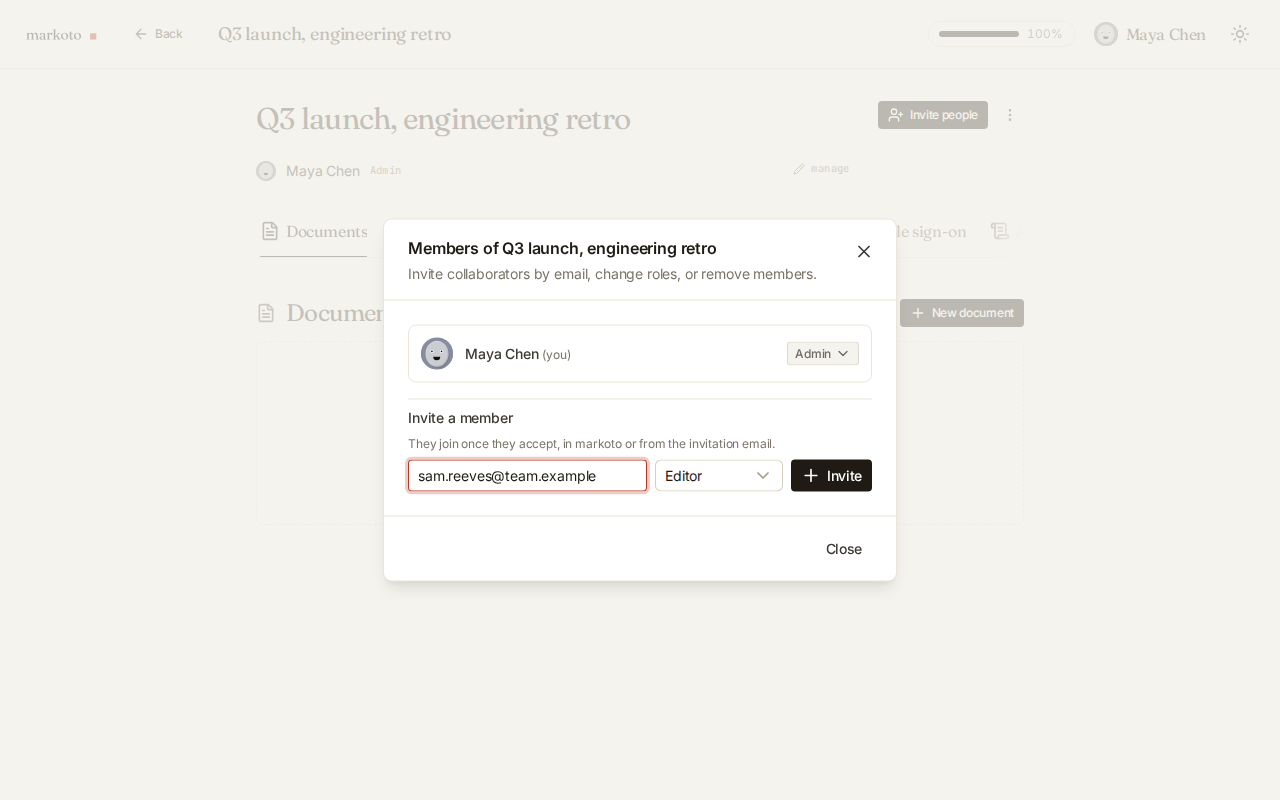 markoto
Back
Q3 launch, engineering retro
100%
Maya Chen
Q3 launch, engineering retro
Invite people
Maya Chen Admin
manage
Documents
le sign-on
Members of Q3 launch, engineering retro
Invite collaborators by email, change roles, or remove members.
Documen
New document
Maya Chen (you)
Admin
Invite a member
They join once they accept, in markoto or from the invitation email.
sam.reeves@team.example
Editor
Invite
Close